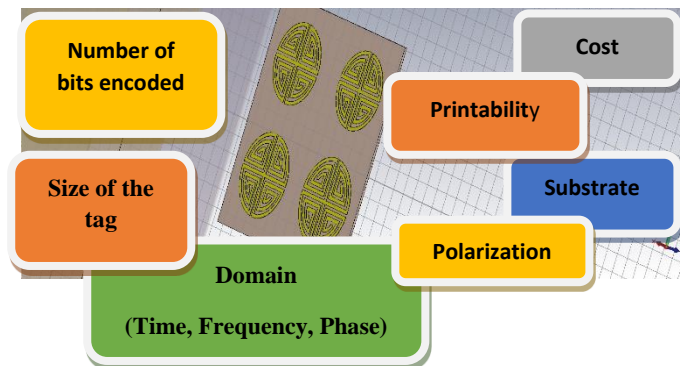 Number of
bits encoded
Cost
Printability
Size of the
tag
Substrate
Polarization
Domain
(Time, Frequency, Phase)